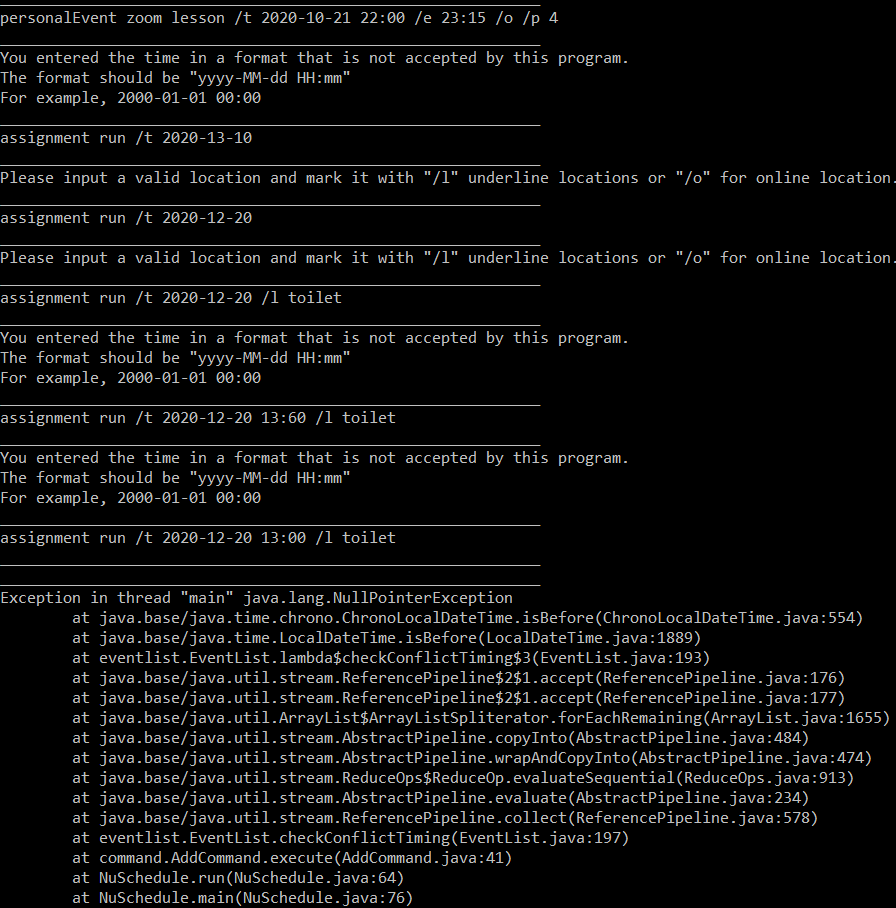 personalEvent zoom lesson /t 2020-10-21 22:00 /e 23:15 /o /p 4
____________________________________________________________
You entered the time in a format that is not accepted by this program.
The format should be "yyyy-MM-dd HH:mm"
For example, 2000-01-01 00:00
____________________________________________________________
assignment run /t 2020-13-10
____________________________________________________________
Please input a valid location and mark it with "/l" underline locations or "/o" for online location.
____________________________________________________________
assignment run /t 2020-12-20
____________________________________________________________
Please input a valid location and mark it with "/l" underline locations or "/o" for online location.
____________________________________________________________
assignment run /t 2020-12-20 /l toilet
____________________________________________________________
You entered the time in a format that is not accepted by this program.
The format should be "yyyy-MM-dd HH:mm"
For example, 2000-01-01 00:00
____________________________________________________________
assignment run /t 2020-12-20 13:60 /l toilet
____________________________________________________________
You entered the time in a format that is not accepted by this program.
The format should be "yyyy-MM-dd HH:mm"
For example, 2000-01-01 00:00
____________________________________________________________
assignment run /t 2020-12-20 13:00 /l toilet
____________________________________________________________
____________________________________________________________
Exception in thread "main" java.lang.NullPointerException
at java.base/java.time.chrono.ChronoLocalDateTime.isBefore(ChronoLocalDateTime.java:554)
at java.base/java.time.LocalDateTime.isBefore(LocalDateTime.java:1889)
at eventlist.EventList.lambda$checkConflictTiming$3(EventList.java:193)
at java.base/java.util.stream.ReferencePipeline$2$1.accept(ReferencePipeline.java:176)
at java.base/java.util.stream.ReferencePipeline$2$1.accept(ReferencePipeline.java:177)
at java.base/java.util.ArrayList$ArrayListSpliterator.forEachRemaining(ArrayList.java:1655)
at java.base/java.util.stream.AbstractPipeline.copyInto(AbstractPipeline.java:484)
at java.base/java.util.stream.AbstractPipeline.wrapAndCopyInto(AbstractPipeline.java:474)
at java.base/java.util.stream.ReduceOps$ReduceOp.evaluateSequential(ReduceOps.java:913)
at java.base/java.util.stream.AbstractPipeline.evaluate(AbstractPipeline.java:234)
at java.base/java.util.stream.ReferencePipeline.collect(ReferencePipeline.java:578)
at eventlist.EventList.checkConflictTiming(EventList.java:197)
at command.AddCommand.execute(AddCommand.java:41)
at NuSchedule.run(NuSchedule.java:64)
at NuSchedule.main(NuSchedule.java:76)